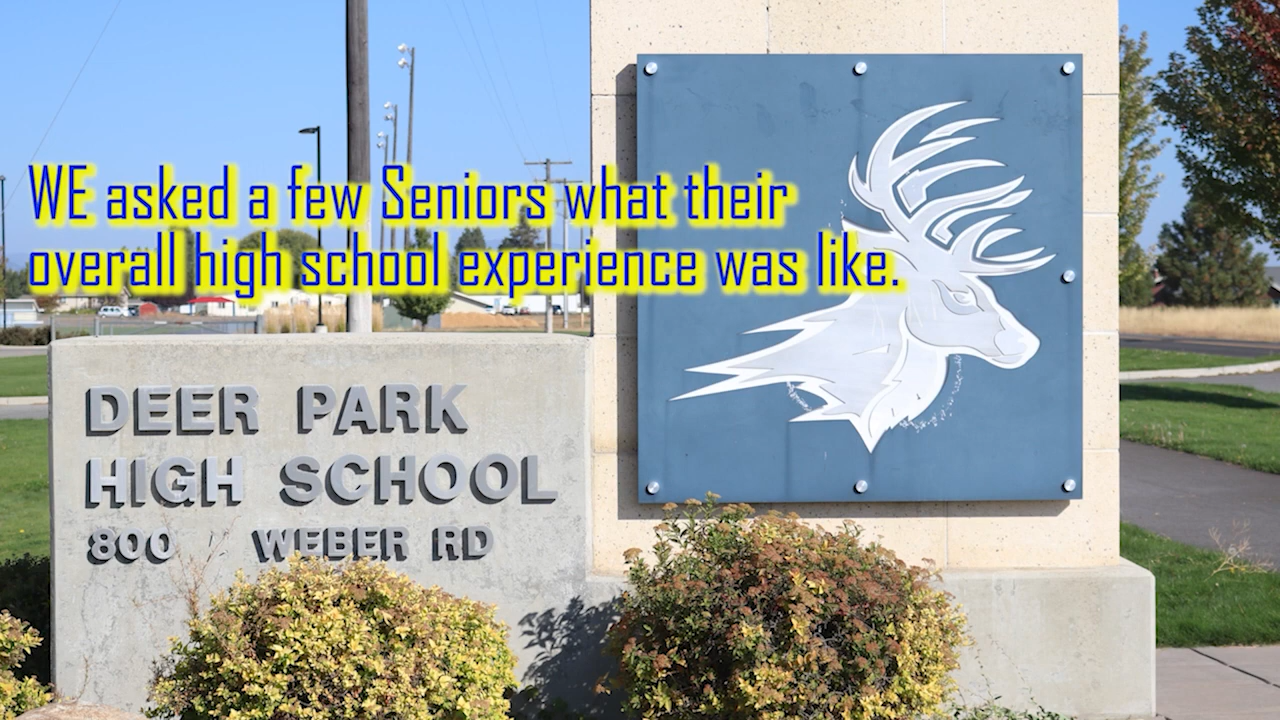 WE asked a few Seniors what their
overall high school experience was like.
DEER PARK
HIGH SCHOOL
800 WEBER RD